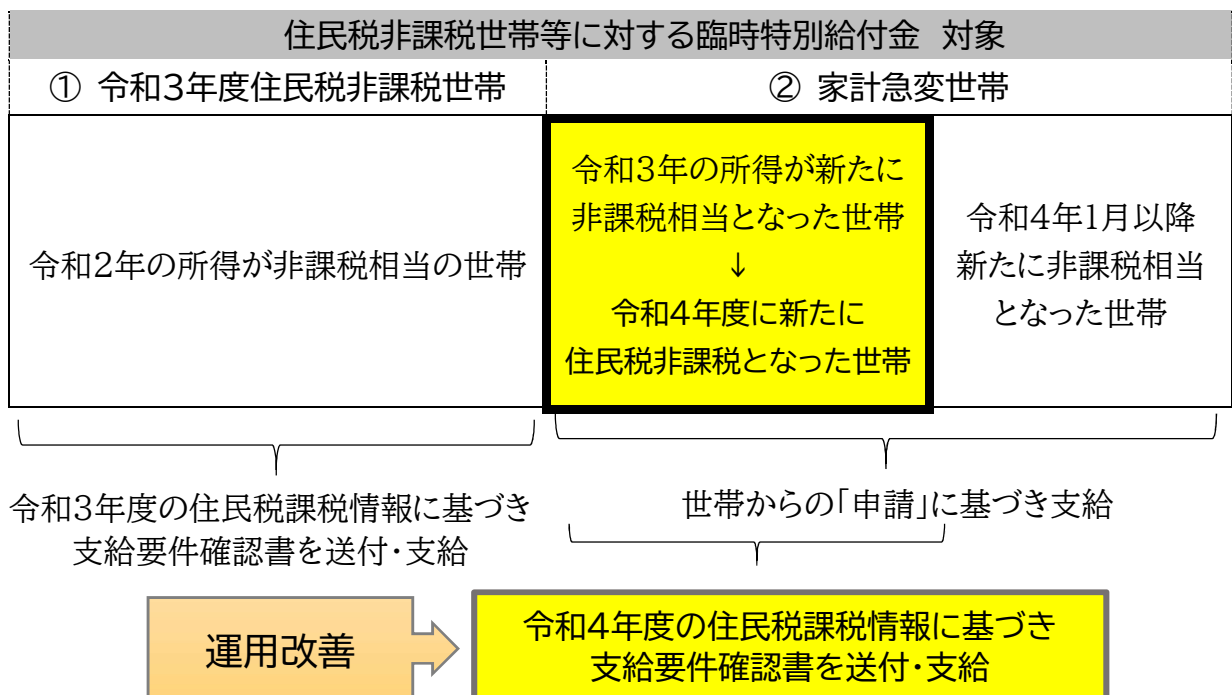 住民税非課税世帯等に対する臨時特別給付金 対象
① 令和3年度住民税非課税世帯
② 家計急変世帯
令和2年の所得が非課税相当の世帯
令和3年の所得が新たに
非課税相当となった世帯
↓
令和4年度に新たに
住民税非課税となった世帯
令和4年1月以降
新たに非課税相当
となった世帯
令和3年度の住民税課税情報に基づき
支給要件確認書を送付・支給
世帯からの「申請」に基づき支給
運用改善
令和4年度の住民税課税情報に基づき
支給要件確認書を送付・支給